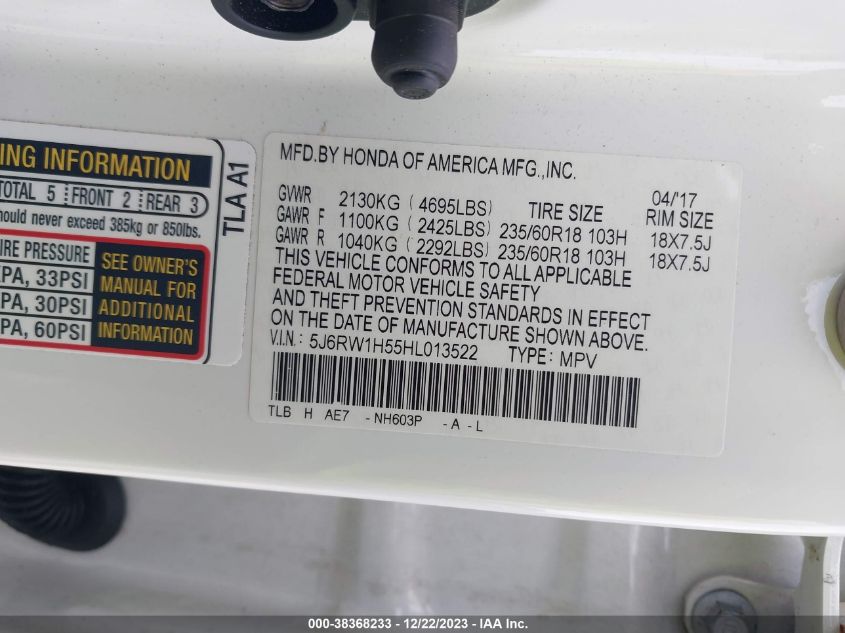 ING INFORMATION
TOTAL 5 FRONT 2 REAR 3
hould never exceed 385kg or 850lbs.
IRE PRESSURE
PA, 33PSI
PA, 30PSI
PA, 60PSI
SEE OWNER'S
MANUAL FOR
ADDITIONAL
INFORMATION
TLA A1
MFD.BY HONDA OF AMERICA MFG.,INC.
04/'17
GVWR 2130KG ( 4695LBS) TIRE SIZE RIM SIZE
GAWR F 1100KG ( 2425LBS) 235/60R18 103H 18X7.5J
GAWR R 1040KG ( 2292LBS) 235/60R18 103H 18X7.5J
THIS VEHICLE CONFORMS TO ALL APPLICABLE
FEDERAL MOTOR VEHICLE SAFETY
AND THEFT PREVENTION STANDARDS IN EFFECT
ON THE DATE OF MANUFACTURE SHOWN ABOVE.
V.I.N.: 5J6RW1H55HL013522 TYPE: MPV
TLB H AE7 -NH603P -A-L
000-38368233 - 12/22/2023 - IAA Inc.